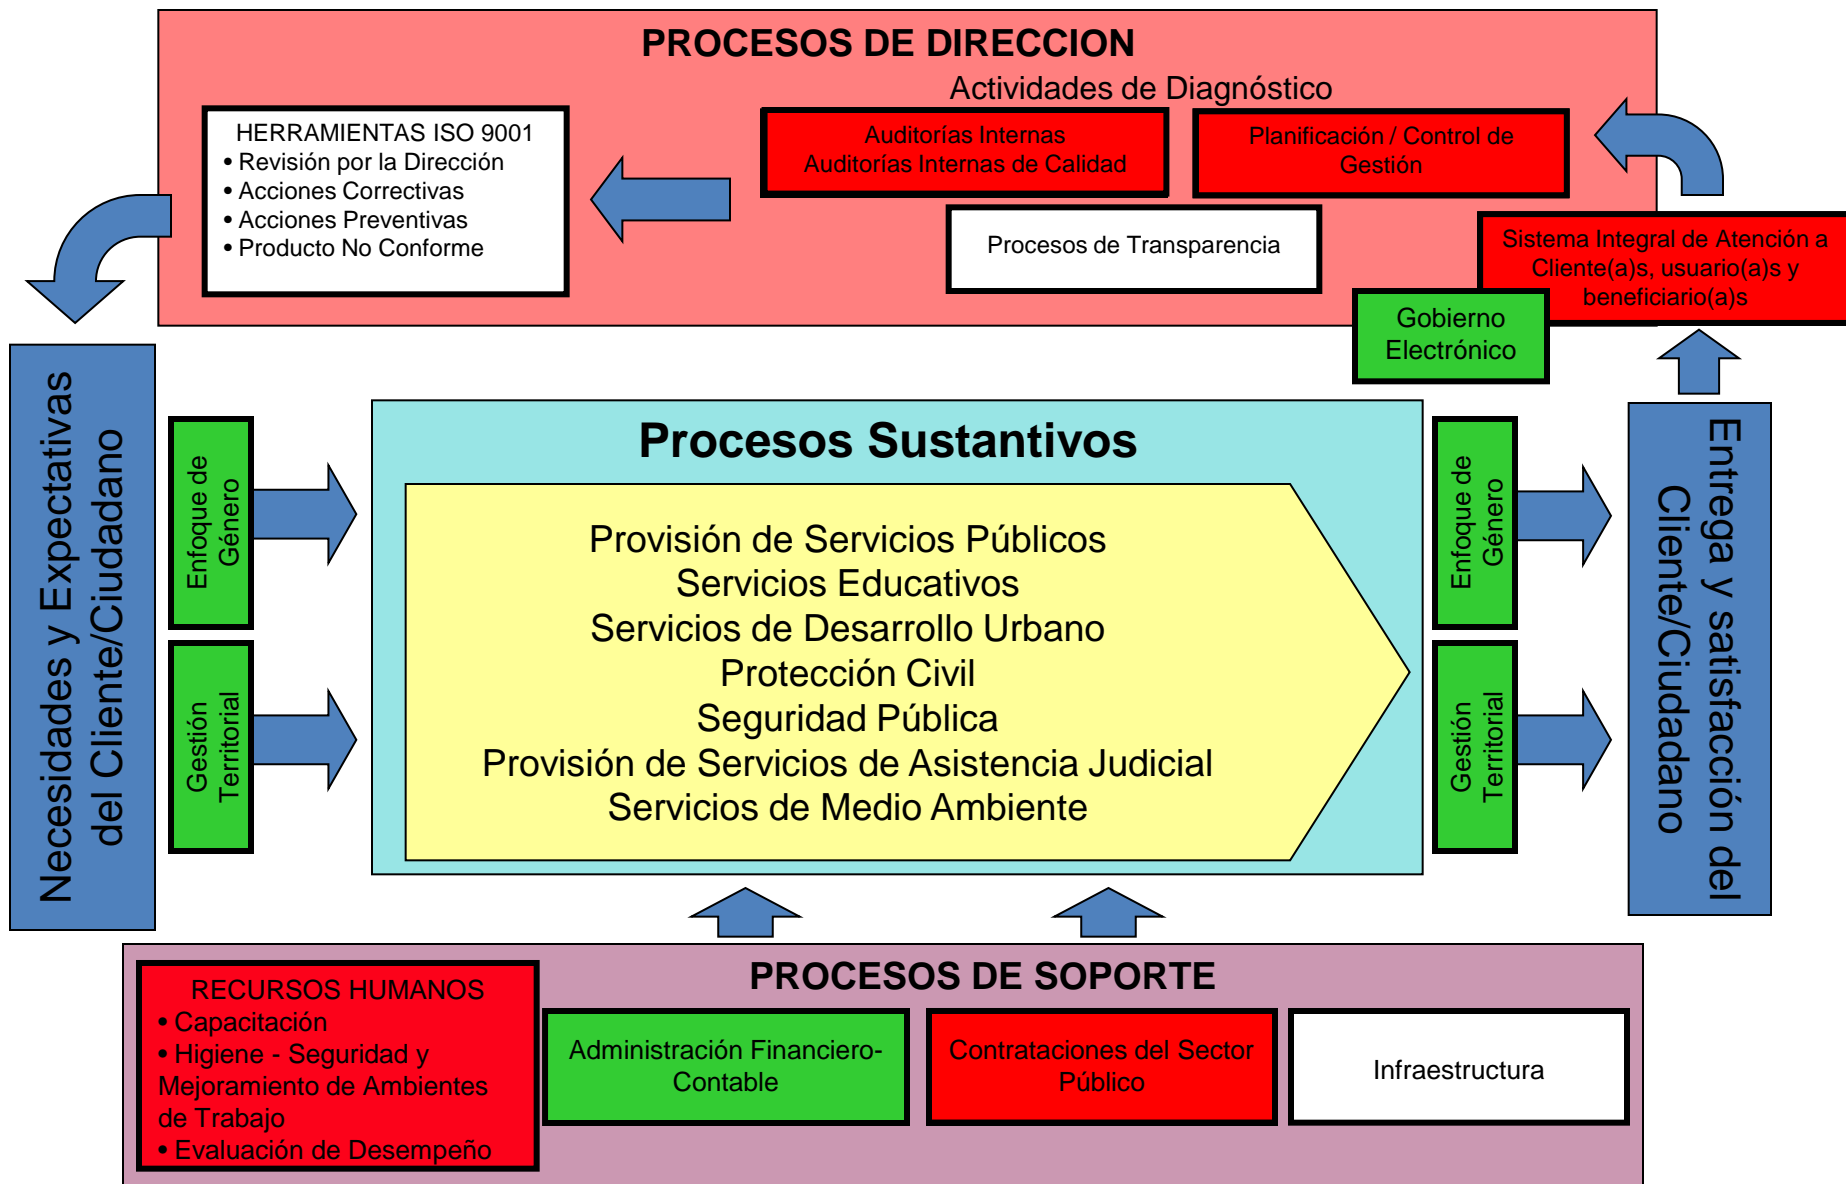 PROCESOS DE DIRECCION
Actividades de Diagnóstico
HERRAMIENTAS ISO 9001
• Revisión por la Dirección
• Acciones Correctivas
• Acciones Preventivas
• Producto No Conforme
Auditorías Internas
Auditorías Internas de Calidad
Planificación / Control de
Gestión
Procesos de Transparencia
Sistema Integral de Atención a
Cliente(a)s, usuario(a)s y
beneficiario(a)s
Gobierno
Electrónico
Necesidades y Expectativas
del Cliente/Ciudadano
Enfoque de
Género
Gestión
Territorial
Procesos Sustantivos
Provisión de Servicios Públicos
Servicios Educativos
Servicios de Desarrollo Urbano
Protección Civil
Seguridad Pública
Provisión de Servicios de Asistencia Judicial
Servicios de Medio Ambiente
Enfoque de
Género
Gestión
Territorial
Entrega y satisfacción del
Cliente/Ciudadano
PROCESOS DE SOPORTE
RECURSOS HUMANOS
• Capacitación
• Higiene - Seguridad y
Mejoramiento de Ambientes
de Trabajo
• Evaluación de Desempeño
Administración Financiero-
Contable
Contrataciones del Sector
Público
Infraestructura